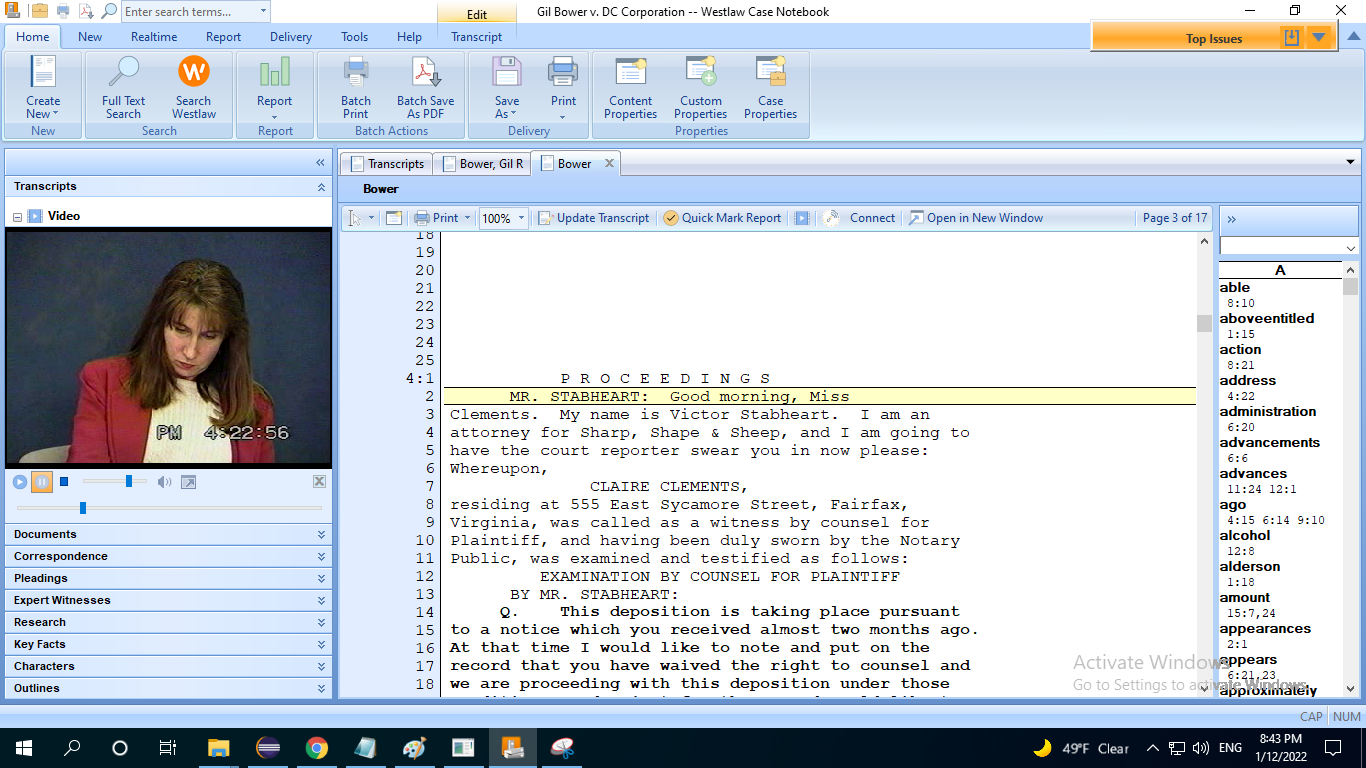 Enter search terms...
Edit
Gil Bower v. DC Corporation -- Westlaw Case Notebook
Home New Realtime Report Delivery Tools Help Transcript
Top Issues
Create New
Full Text Search
Search Westlaw
Report
Batch Print
Batch Save As PDF
Save As
Print
Content Properties
Custom Properties
Case Properties
New Search Report Batch Actions Delivery Properties
«
Transcripts
Video
PM 4:22:56
Documents
Correspondence
Pleadings
Expert Witnesses
Research
Key Facts
Characters
Outlines
Transcripts Bower, Gil R Bower
Bower
Print 100% Update Transcript Quick Mark Report Connect Open in New Window Page 3 of 17
18
19
20
21
22
23
24
25
4:1 P R O C E E D I N G S
2 MR. STABHEART: Good morning, Miss
3 Clements. My name is Victor Stabheart. I am an
4 attorney for Sharp, Shape & Sheep, and I am going to
5 have the court reporter swear you in now please:
6 Whereupon,
7 CLAIRE CLEMENTS,
8 residing at 555 East Sycamore Street, Fairfax,
9 Virginia, was called as a witness by counsel for
10 Plaintiff, and having been duly sworn by the Notary
11 Public, was examined and testified as follows:
12 EXAMINATION BY COUNSEL FOR PLAINTIFF
13 BY MR. STABHEART:
14 Q. This deposition is taking place pursuant
15 to a notice which you received almost two months ago.
16 At that time I would like to note and put on the
17 record that you have waived the right to counsel and
18 we are proceeding with this deposition under those
»
A
able
8:10
aboveentitled
1:15
action
8:21
address
4:22
administration
6:20
advancements
6:6
advances
11:24 12:1
ago
4:15 6:14 9:10
alcohol
12:8
alderson
1:18
amount
15:7,24
appearances
2:1
appears
6:21,23
approximately
Activate Windows
Go to Settings to activate Windows.
CAP NUM
49°F Clear
ENG
8:43 PM
1/12/2022